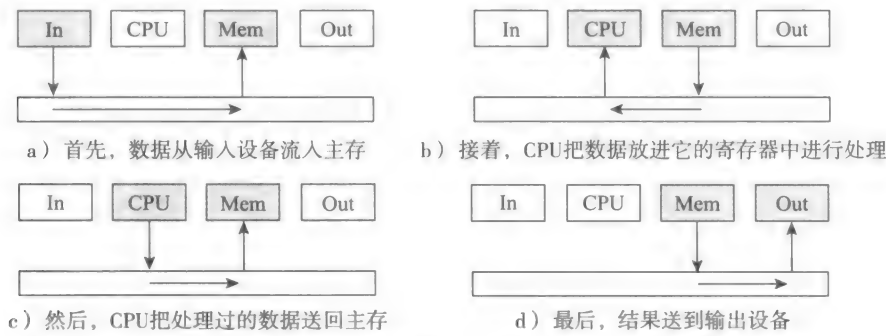 In CPU Mem Out
In CPU Mem Out
a）首先，数据从输入设备流入主存
b）接着，CPU把数据放进它的寄存器中进行处理
In CPU Mem Out
In CPU Mem Out
c）然后，CPU把处理过的数据送回主存
d）最后，结果送到输出设备